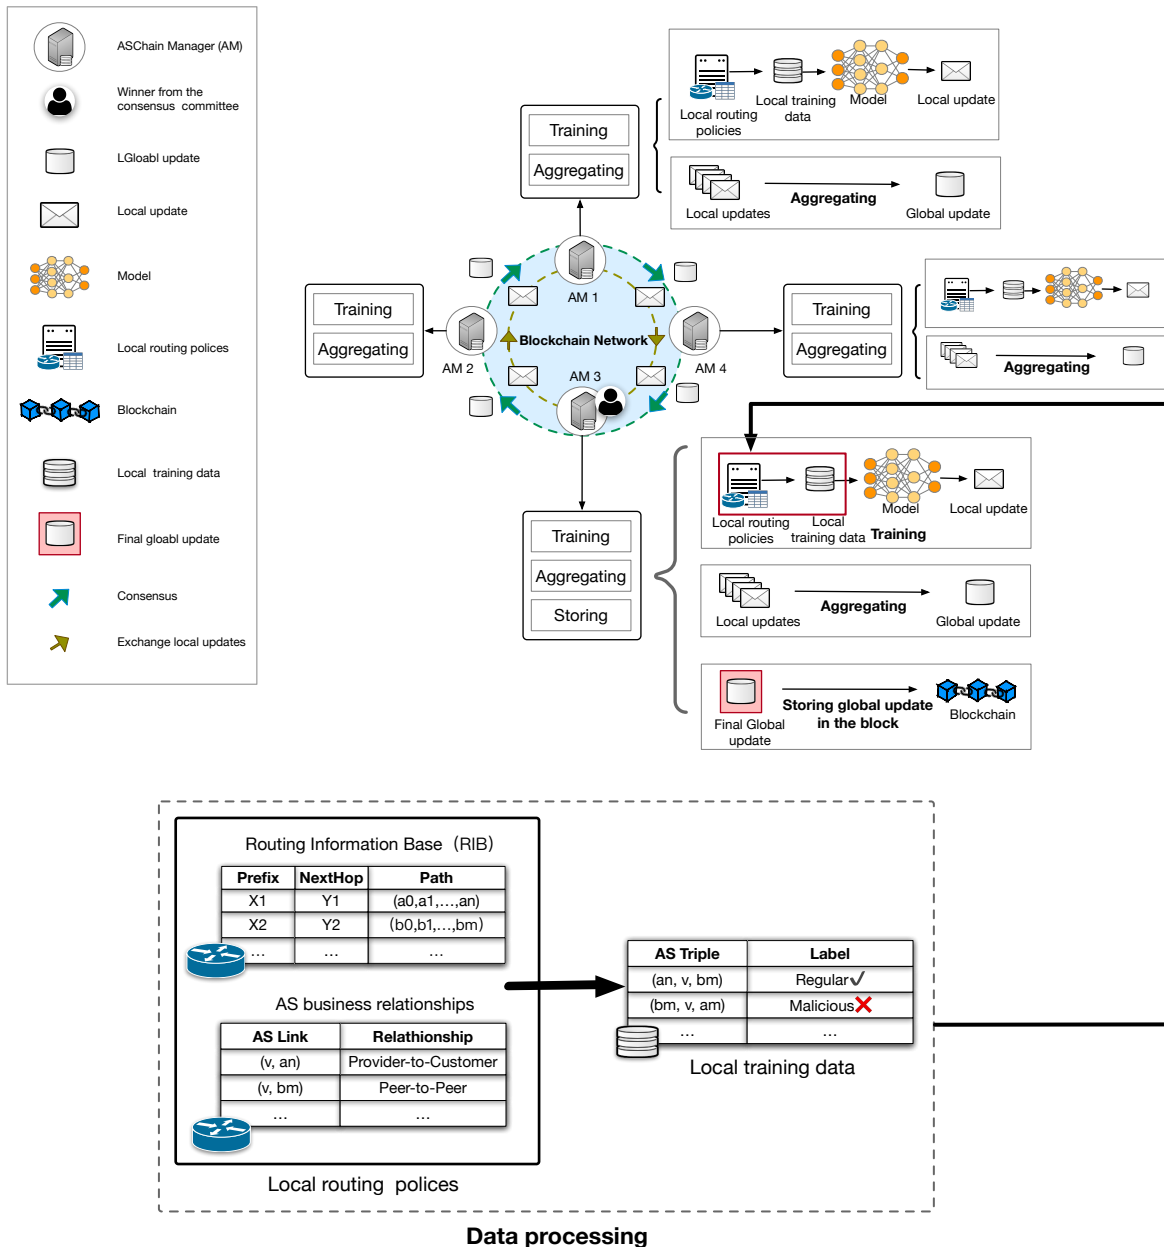 ASChain Manager (AM)
Winner from the
consensus committee
LGloabl update
Local update
Model
Local routing polices
Blockchain
Local training data
Final gloabl update
Consensus
Exchange local updates
Local routing
policies
Local training
data
Model
Local update
Training
Aggregating
Local updates
Aggregating
Global update
AM 1
Training
Aggregating
AM 2
Blockchain Network
AM 4
Training
Aggregating
Aggregating
AM 3
Local routing
policies
Local
training data
Model
Training
Local update
Training
Aggregating
Storing
Local updates
Aggregating
Global update
Final Global
update
Storing global update
in the block
Blockchain
Routing Information Base (RIB)
Prefix NextHop Path
X1 Y1 (a0,a1,...,an)
X2 Y2 (b0,b1,...,bm)
... ... ...
AS business relationships
AS Link Relathionship
(v, an) Provider-to-Customer
(v, bm) Peer-to-Peer
... ...
Local routing polices
AS Triple Label
(an, v, bm) Regular
(bm, v, am) Malicious
... ...
Local training data
Data processing